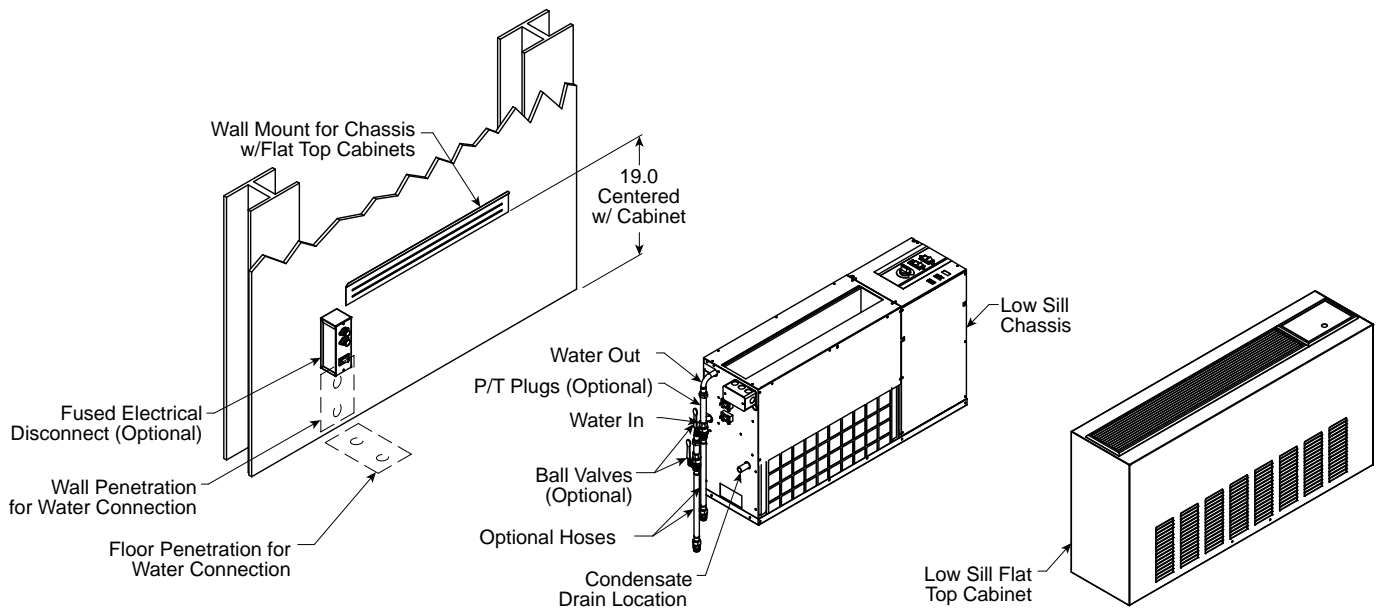 Wall Mount for Chassis
w/Flat Top Cabinets
19.0
Centered
w/ Cabinet
Fused Electrical
Disconnect (Optional)
Wall Penetration
for Water Connection
Floor Penetration for
Water Connection
Water Out
P/T Plugs (Optional)
Water In
Ball Valves
(Optional)
Optional Hoses
Condensate
Drain Location
Low Sill
Chassis
Low Sill Flat
Top Cabinet